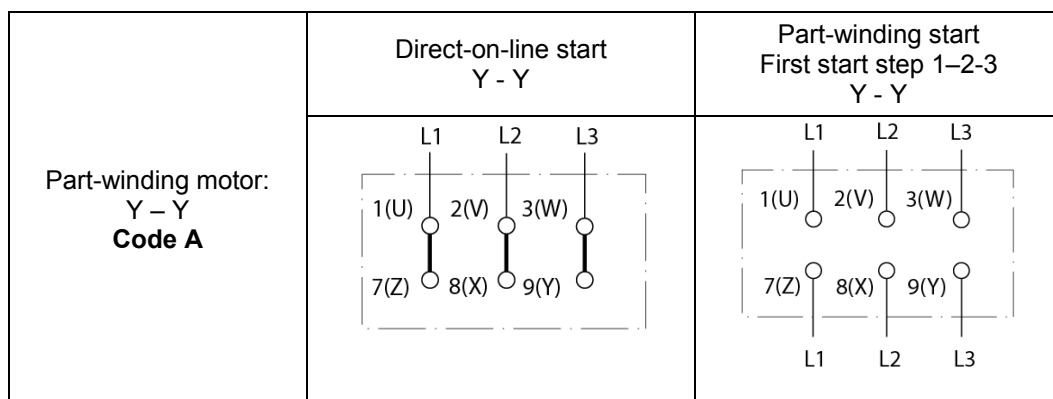 Direct-on-line start
Y - Y
Part-winding start
First start step 1–2-3
Y - Y
Part-winding motor:
Y – Y
Code A
L1 L2 L3
1(U) 2(V) 3(W)
7(Z) 8(X) 9(Y)
L1 L2 L3
1(U) 2(V) 3(W)
7(Z) 8(X) 9(Y)
L1 L2 L3